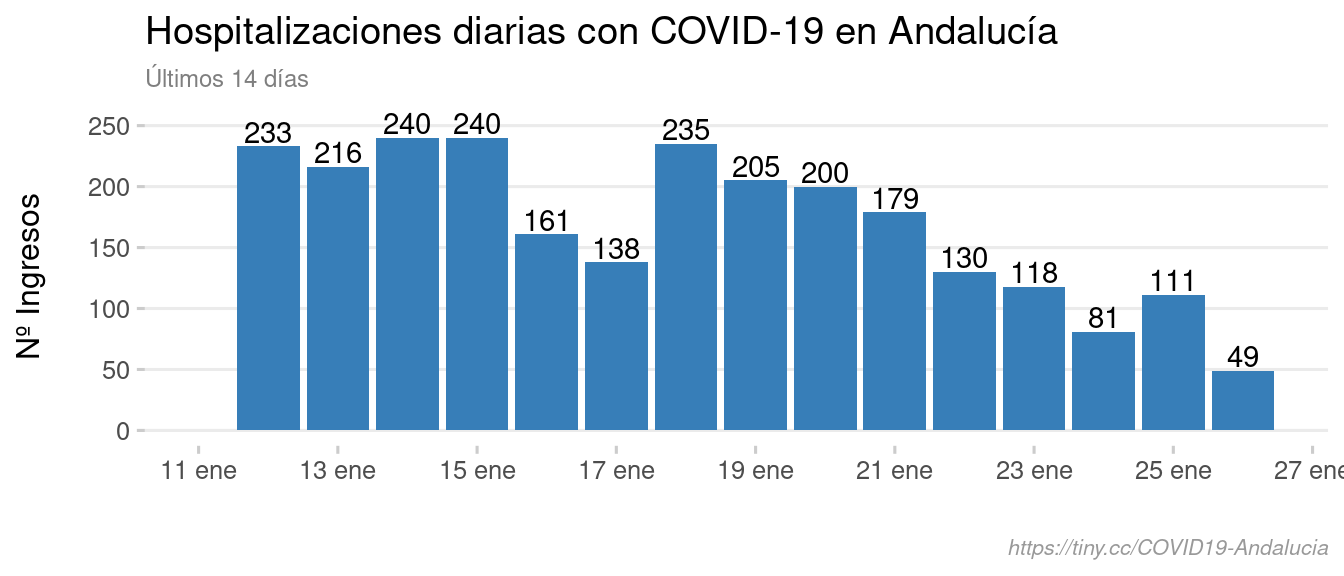 Hospitalizaciones diarias con COVID-19 en Andalucía
Últimos 14 días
Nº Ingresos
250
200
150
100
50
0
233
216
240
240
161
138
235
205
200
179
130
118
81
111
49
11 ene
13 ene
15 ene
17 ene
19 ene
21 ene
23 ene
25 ene
27 ene
https://tiny.cc/COVID19-Andalucia